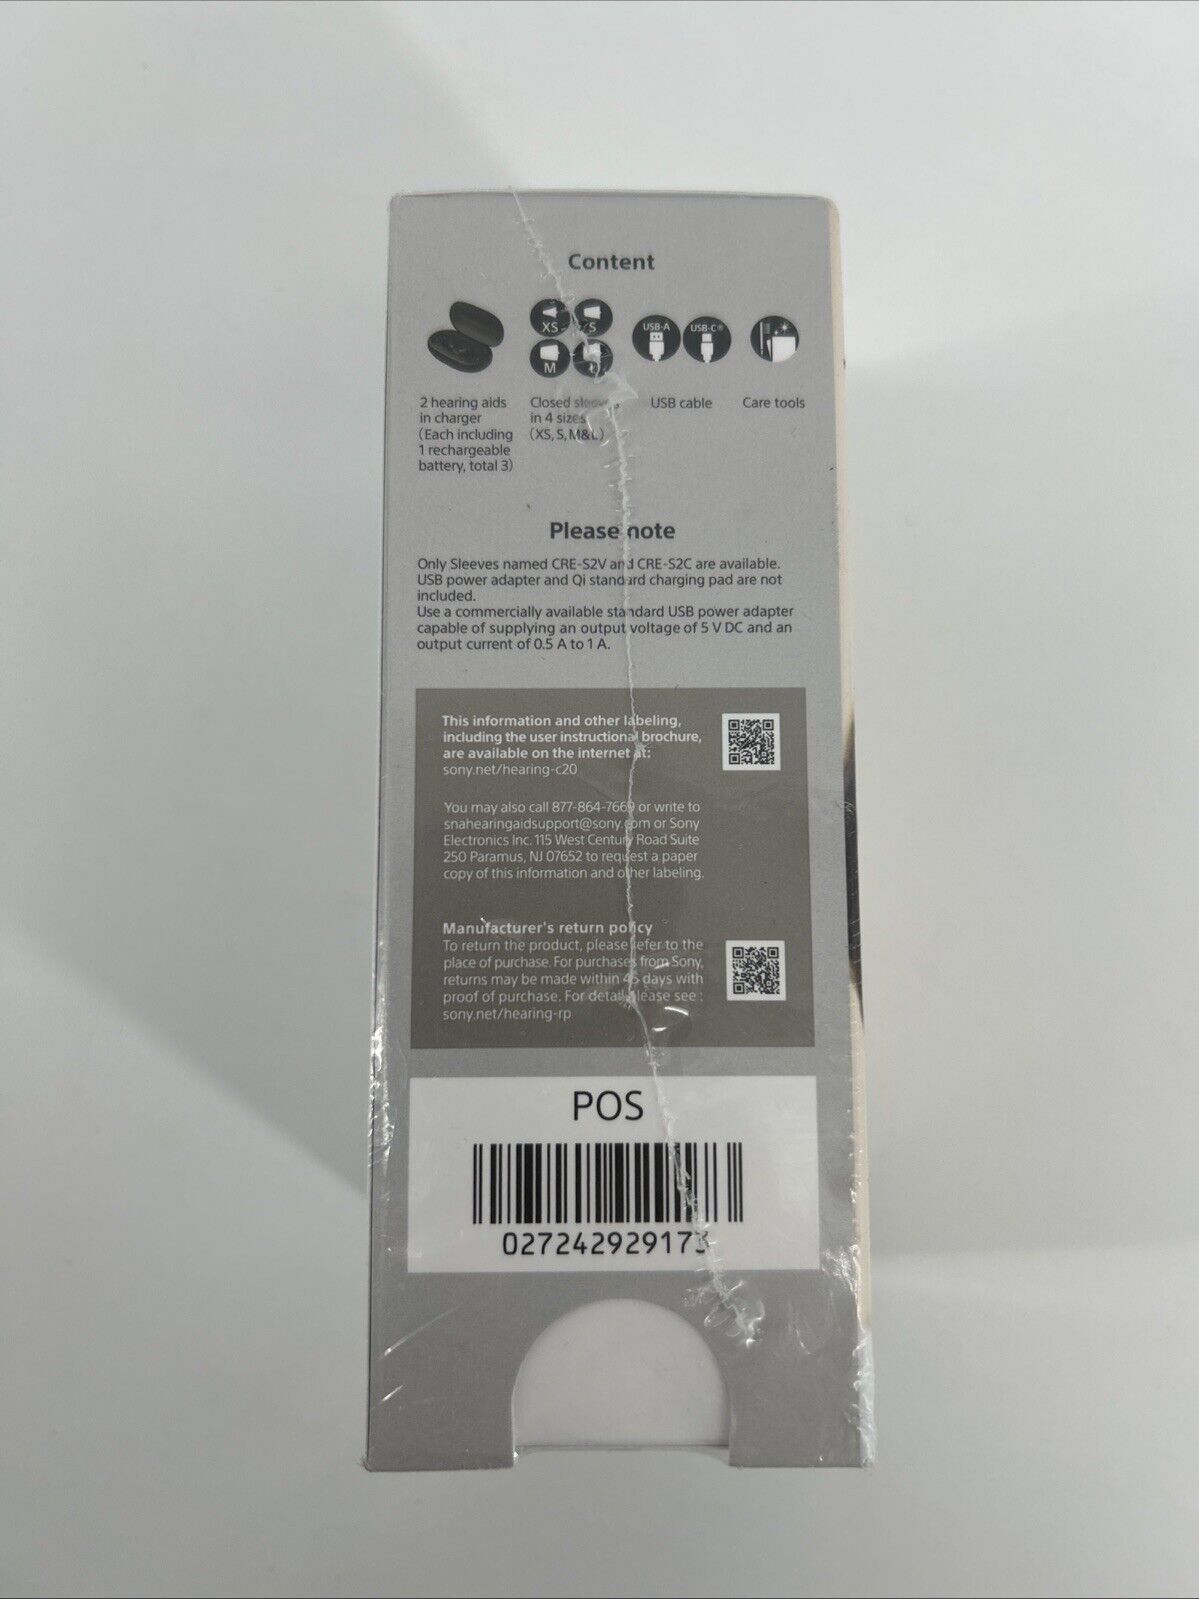 Content
XS
S
M
USB-A
USB-C®
2 hearing aids
in charger
(Each including
1 rechargeable
battery, total 3)
Closed sleeves
in 4 sizes
(XS, S, M&L)
USB cable
Care tools
Please note
Only Sleeves named CRE-S2V and CRE-S2C are available.
USB power adapter and Qi standard charging pad are not
included.
Use a commercially available standard USB power adapter
capable of supplying an output voltage of 5 V DC and an
output current of 0.5 A to 1 A.
This information and other labeling,
including the user instructional brochure,
are available on the internet at:
sony.net/hearing-c20
You may also call 877-864-7669 or write to
snahearingaidsupport@sony.com or Sony
Electronics Inc. 115 West Century Road Suite
250 Paramus, NJ 07652 to request a paper
copy of this information and other labeling.
Manufacturer's return policy
To return the product, please refer to the
place of purchase. For purchases from Sony,
returns may be made within 45 days with
proof of purchase. For details please see :
sony.net/hearing-rp
POS
027242929173